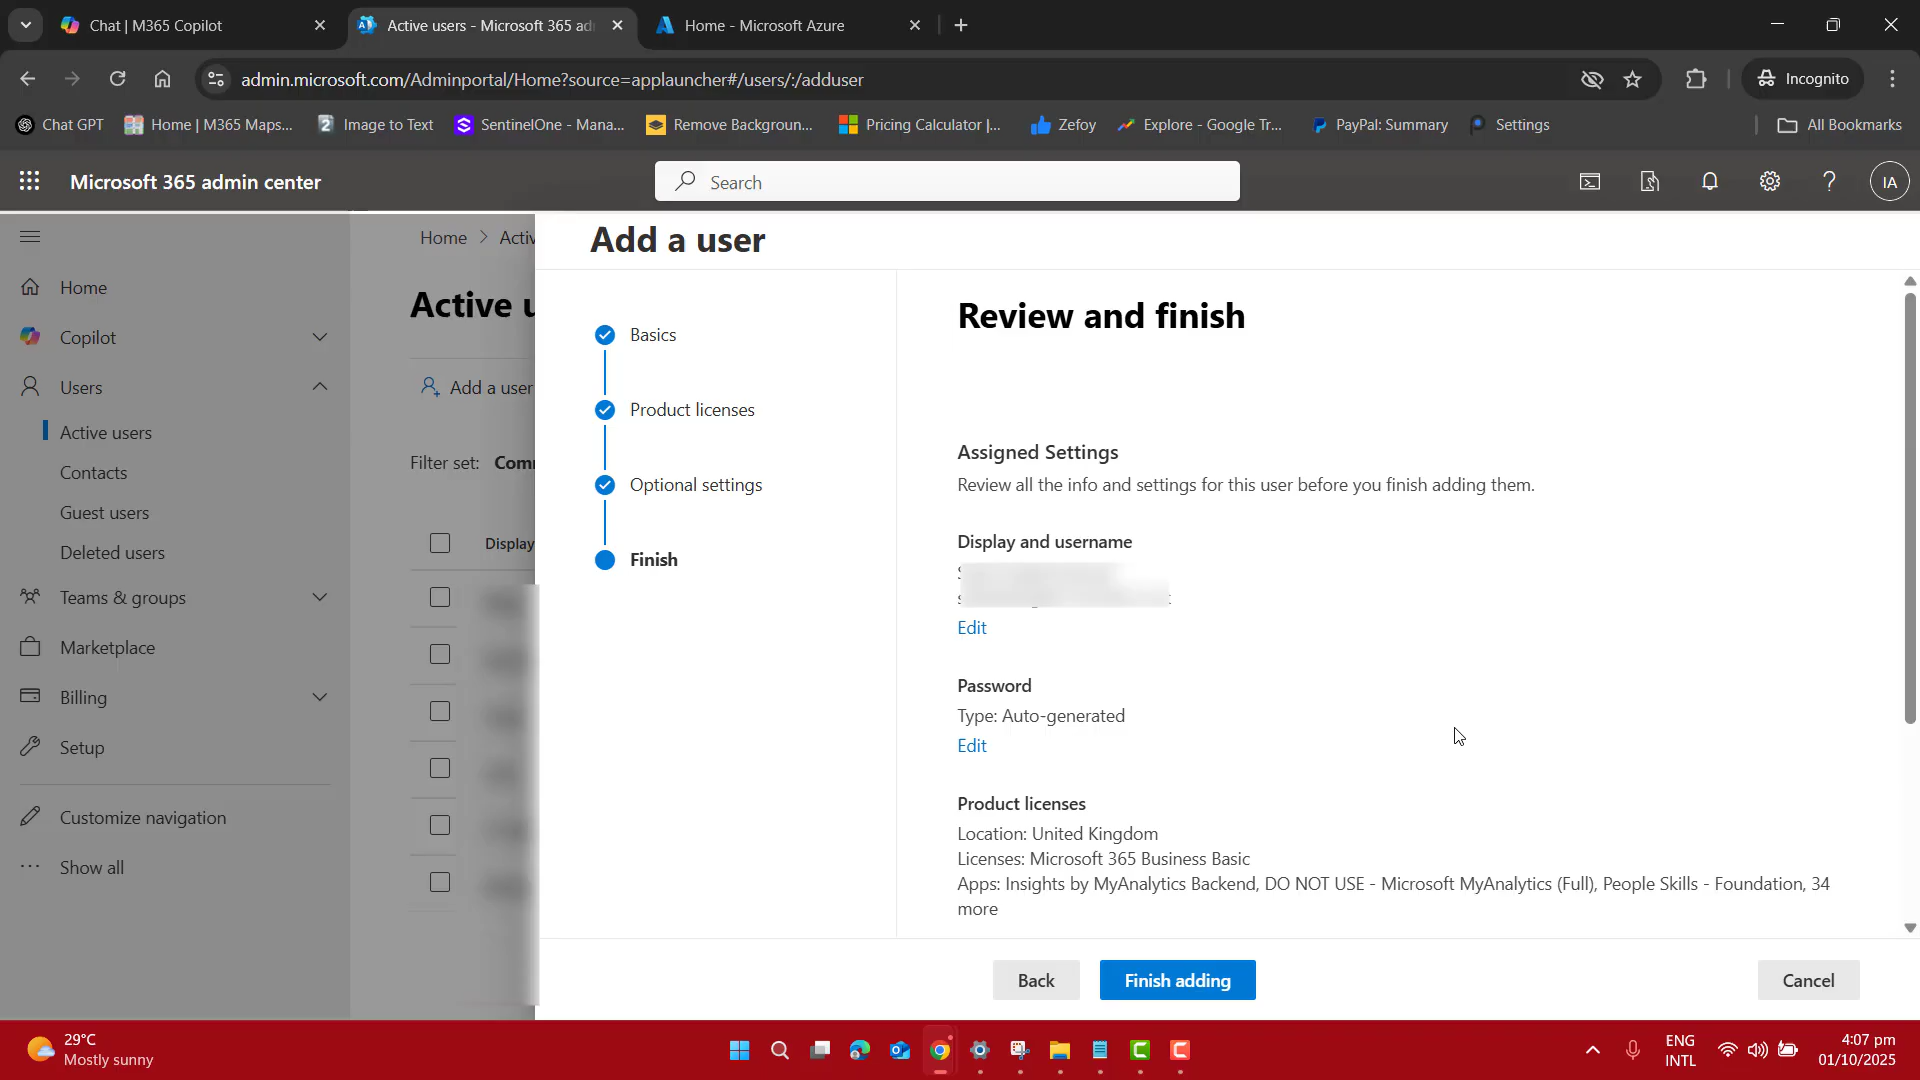 Chat | M365 Copilot
Active users - Microsoft 365 ad
Home - Microsoft Azure
admin.microsoft.com/Adminportal/Home?source=applauncher#/users/:/adduser
Incognito
Chat GPT
Home | M365 Maps...
Image to Text
SentinelOne - Mana...
Remove Backgroun...
Pricing Calculator |...
Zefoy
Explore - Google Tr...
PayPal: Summary
Settings
All Bookmarks
Microsoft 365 admin center
Search
IA
Home
Copilot
Users
Active users
Contacts
Guest users
Deleted users
Teams & groups
Marketplace
Billing
Setup
Customize navigation
Show all
Home > Activ
Active u
Add a user
Filter set: Com
Display
Add a user
Basics
Product licenses
Optional settings
Finish
Review and finish
Assigned Settings
Review all the info and settings for this user before you finish adding them.
Display and username
Edit
Password
Type: Auto-generated
Edit
Product licenses
Location: United Kingdom
Licenses: Microsoft 365 Business Basic
Apps: Insights by MyAnalytics Backend, DO NOT USE - Microsoft MyAnalytics (Full), People Skills - Foundation, 34
more
Back
Finish adding
Cancel
29°C
Mostly sunny
ENG
INTL
4:07 pm
01/10/2025